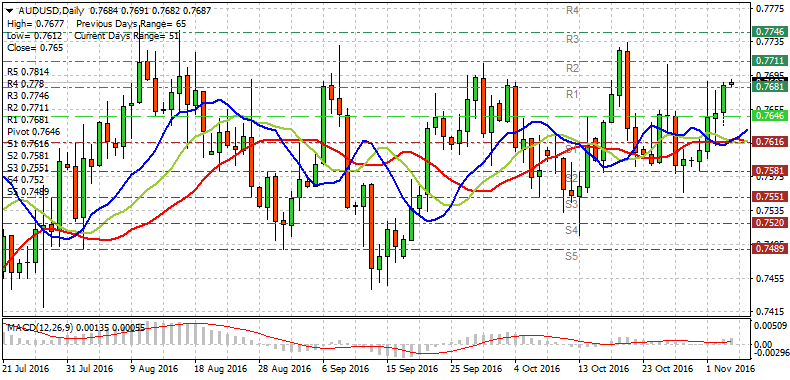 AUDUSD,Daily 0.7684 0.7691 0.7682 0.7687
High= 0.7677 Previous Days Range= 65
Low= 0.7612 Current Days Range= 51
Close= 0.765
R5 0.7814
R4 0.778
R3 0.7746
R2 0.7711
R1 0.7681
Pivot 0.7646
S1 0.7616
S2 0.7581
S3 0.7551
S4 0.752
S5 0.7489
R4
R3
R2
R1
S2
S3
S4
S5
0.7775
0.7746
0.7735
0.7711
0.7695
0.7681
0.7655
0.7646
0.7616
0.7581
0.7575
0.7551
0.7535
0.7520
0.7489
0.7455
0.7415
MACD(12,26,9) 0.00135 0.00055
0.00509
0.00
-0.00296
21 Jul 2016 31 Jul 2016 9 Aug 2016 18 Aug 2016 28 Aug 2016 6 Sep 2016 15 Sep 2016 25 Sep 2016 4 Oct 2016 13 Oct 2016 23 Oct 2016 1 Nov 2016